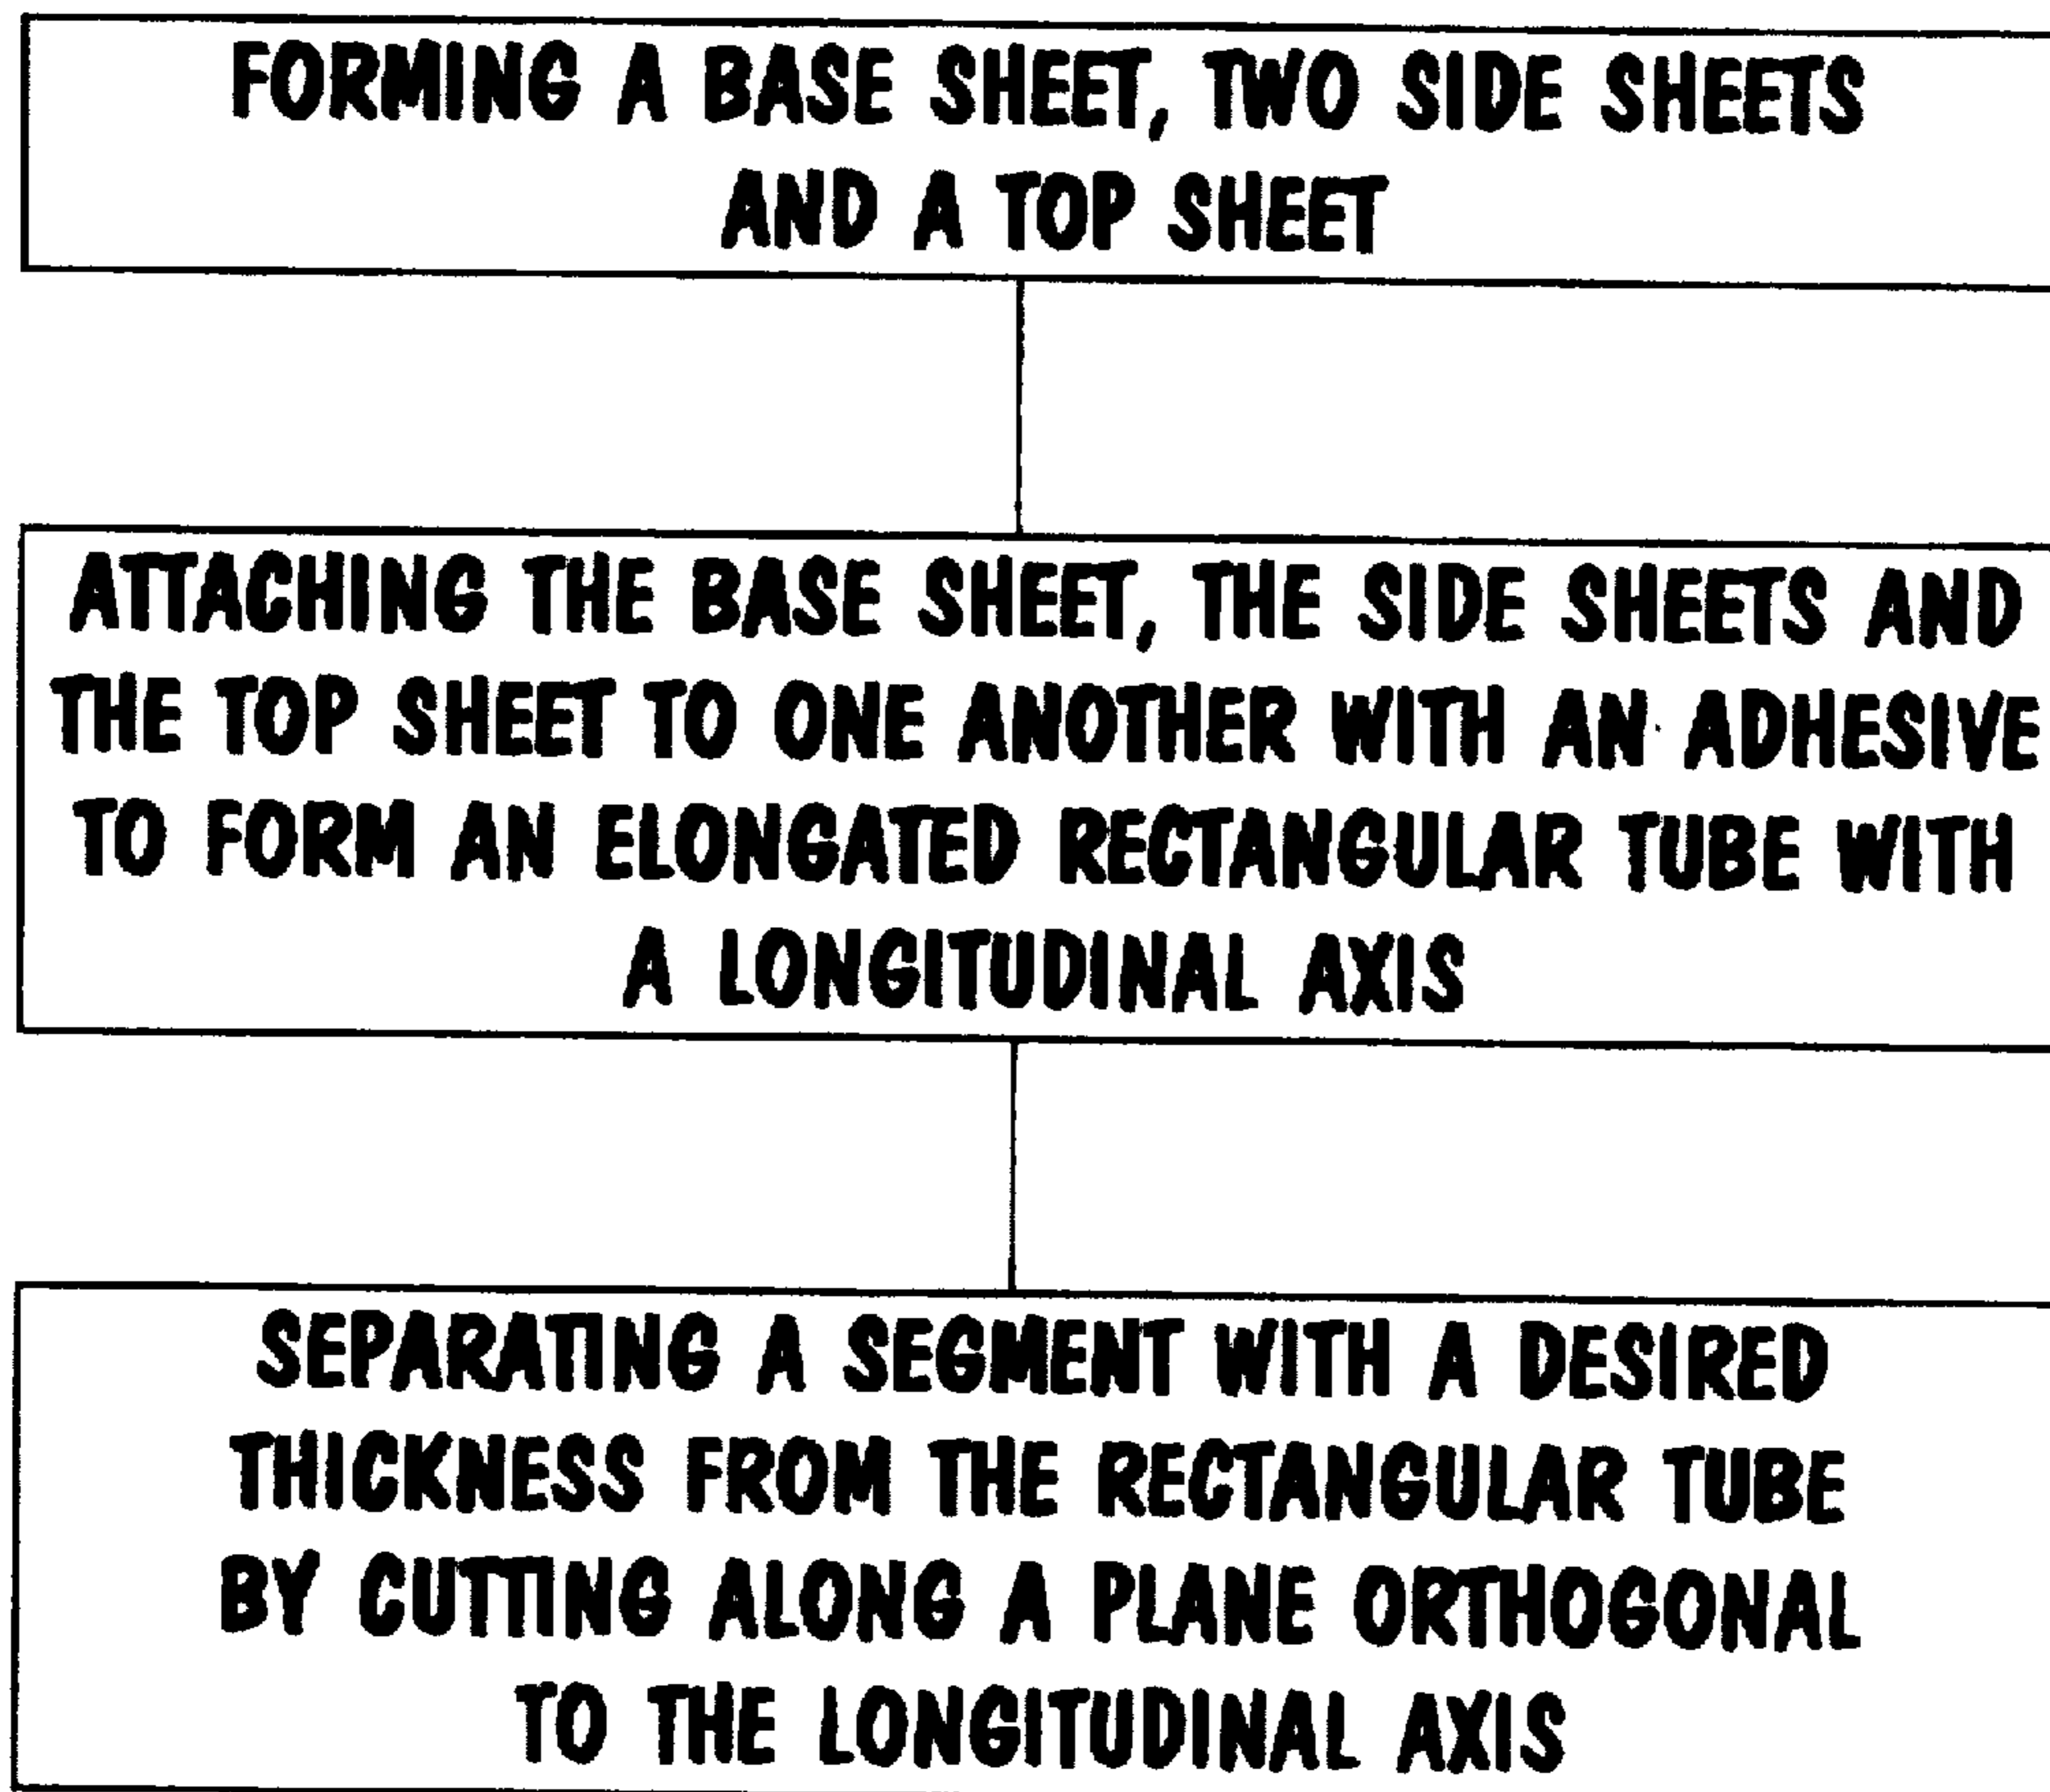 FORMING A BASE SHEET, TWO SIDE SHEETS
AND A TOP SHEET
ATTACHING THE BASE SHEET, THE SIDE SHEETS AND
THE TOP SHEET TO ONE ANOTHER WITH AN ADHESIVE
TO FORM AN ELONGATED RECTANGULAR TUBE WITH
A LONGITUDINAL AXIS
SEPARATING A SEGMENT WITH A DESIRED
THICKNESS FROM THE RECTANGULAR TUBE
BY CUTTING ALONG A PLANE ORTHOGONAL
TO THE LONGITUDINAL AXIS